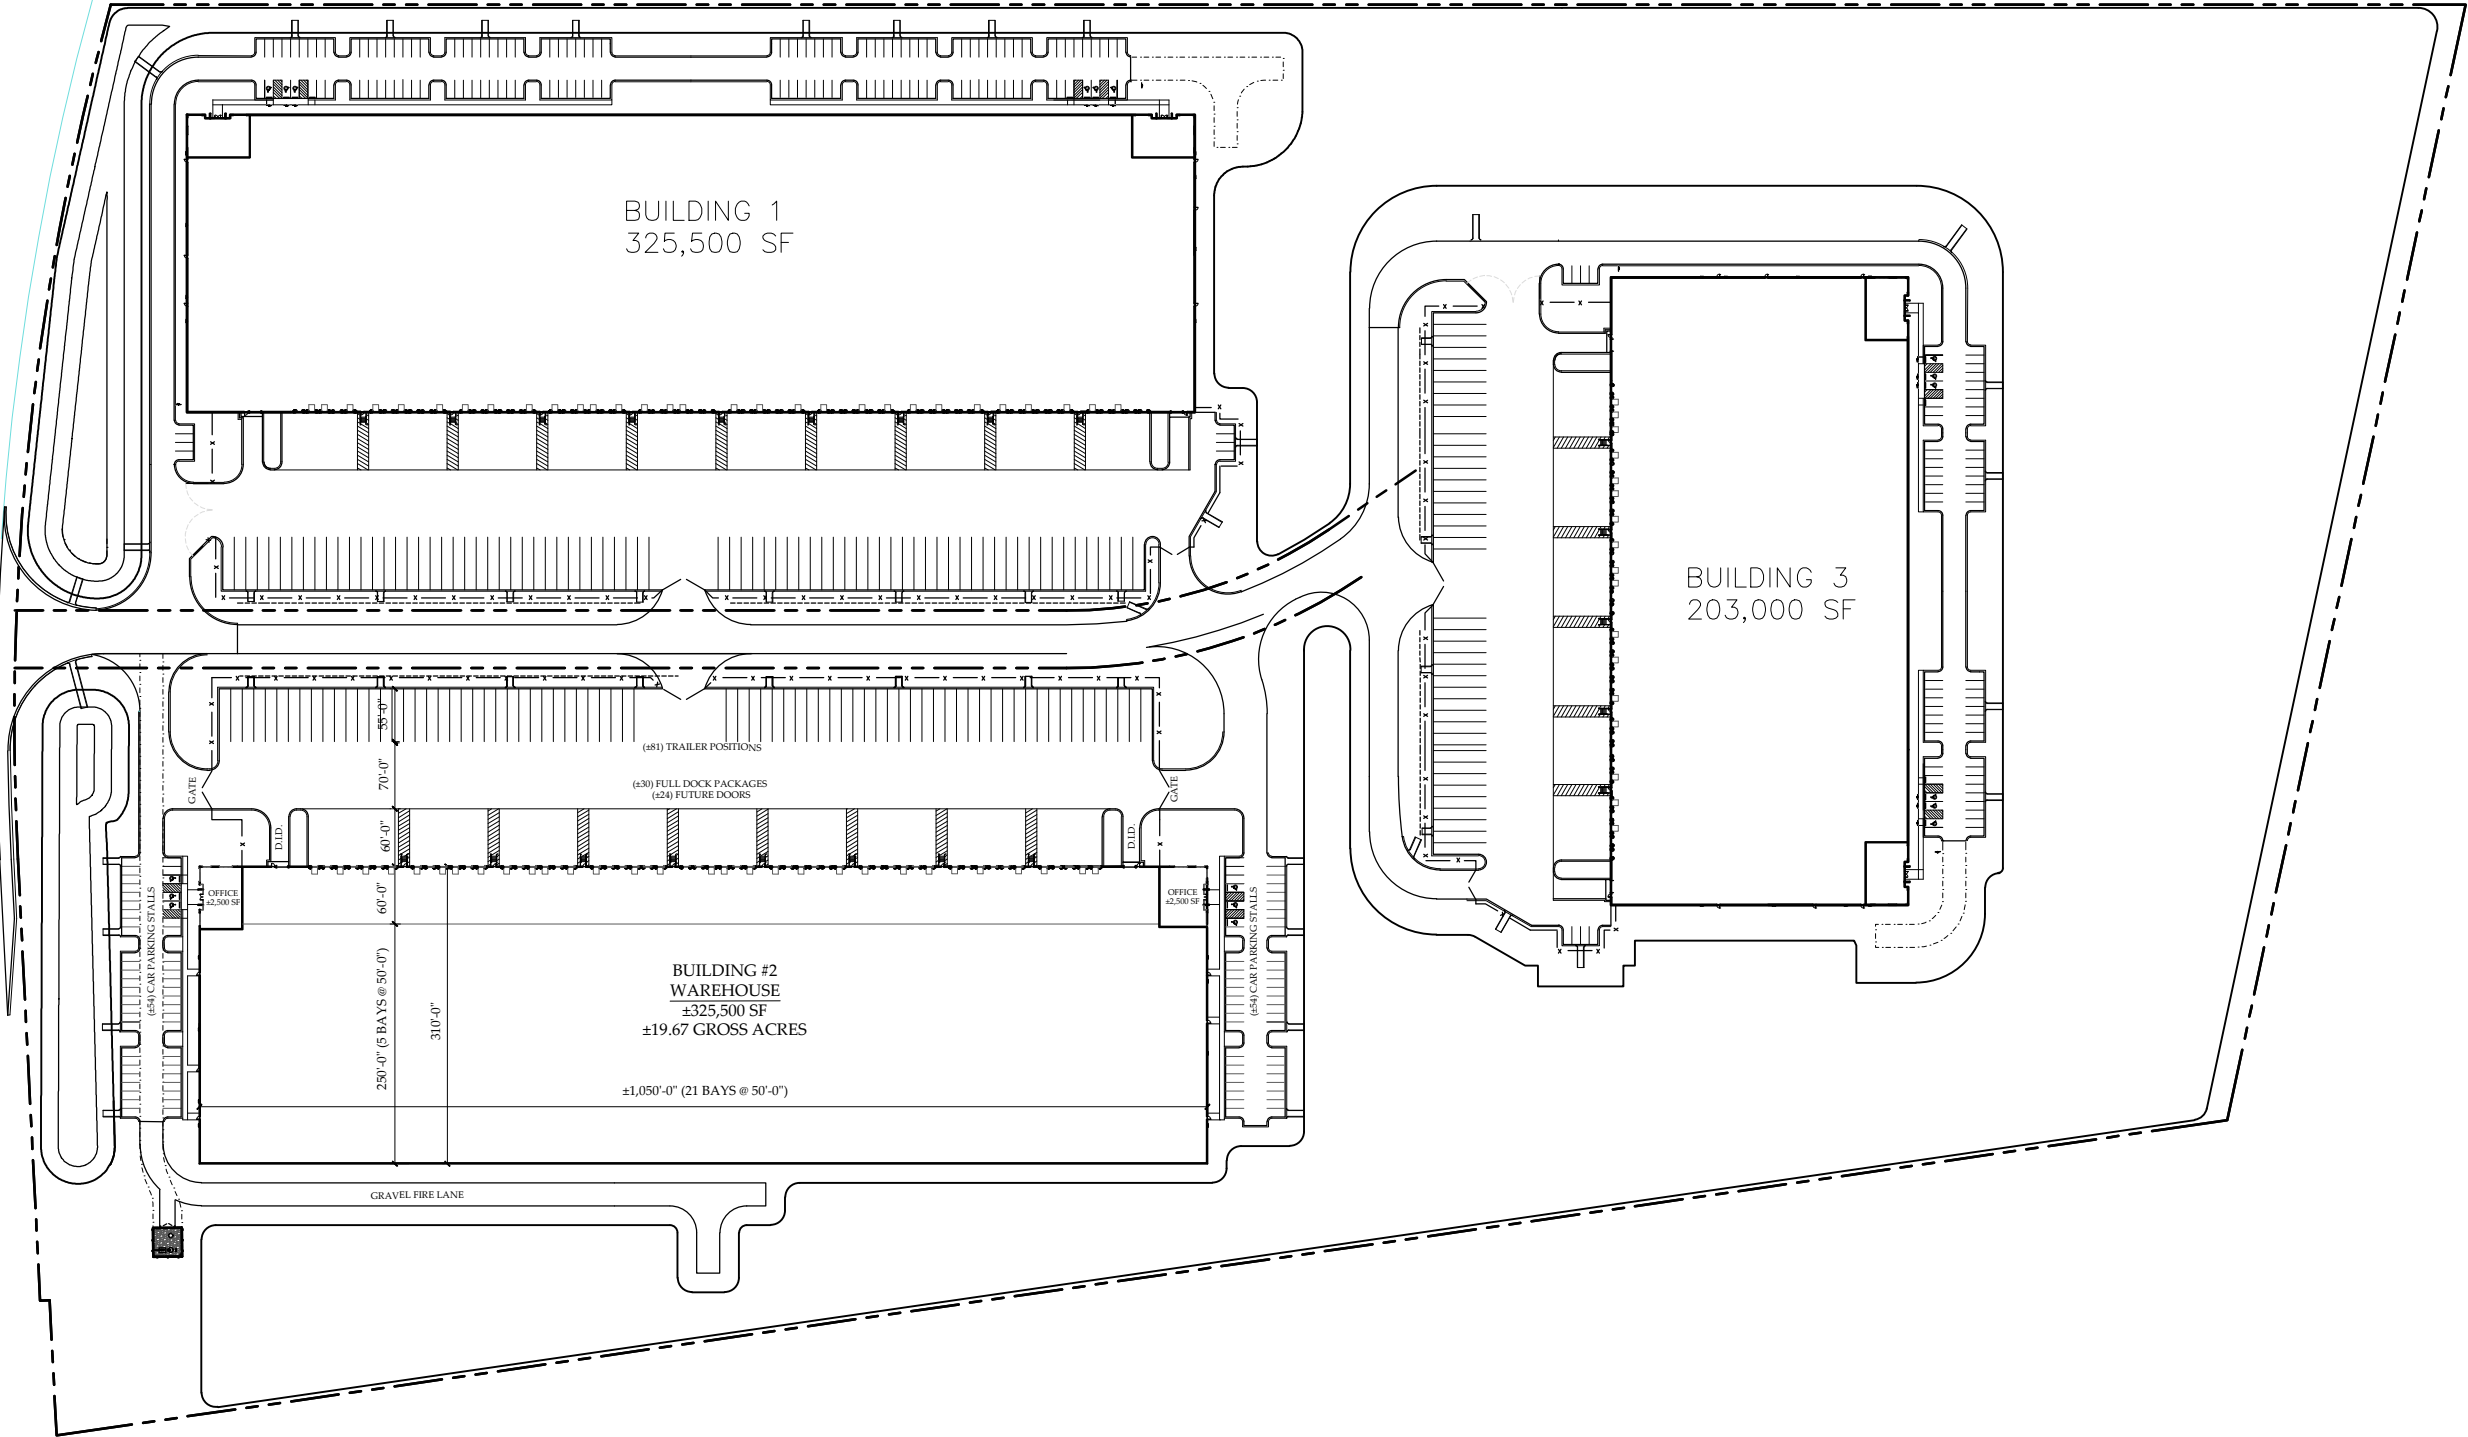 BUILDING 1
325,500 SF
BUILDING 3
203,000 SF
55'-0"
(±81) TRAILER POSITIONS
70'-0"
GATE
(±30) FULL DOCK PACKAGES
(±24) FUTURE DOORS
GATE
D.I.D.
60'-0"
D.I.D.
OFFICE
±2,500 SF
60'-0"
OFFICE
±2,500 SF
(±54) CAR PARKING STALLS
250'-0" (5 BAYS @ 50'-0")
310'-0"
BUILDING #2
WAREHOUSE
±325,500 SF
±19.67 GROSS ACRES
(±54) CAR PARKING STALLS
±1,050'-0" (21 BAYS @ 50'-0")
GRAVEL FIRE LANE